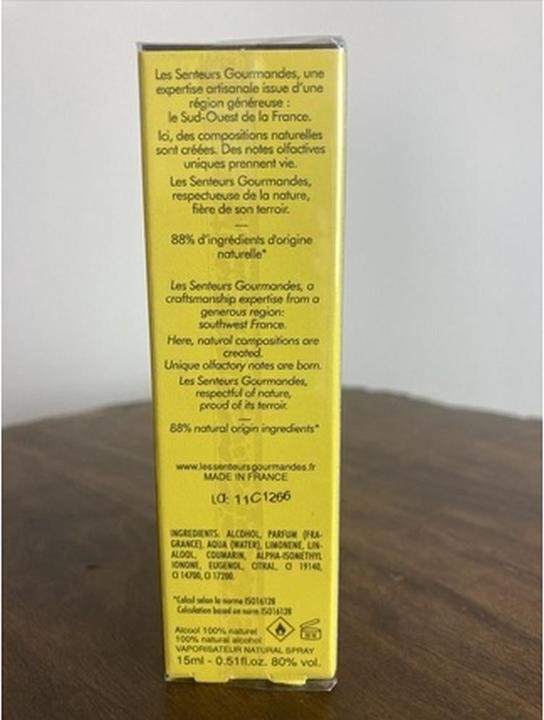 Les Senteurs Gourmandes, une
expertise artisanale issue d'une
région généreuse :
le Sud-Ouest de la France.
Ici, des compositions naturelles
sont créées. Des notes olfactives
uniques prennent vie.
Les Senteurs Gourmandes,
respectueuse de la nature,
fière de son terroir.
88% d'ingrédients d'origine
naturelle*
Les Senteurs Gourmandes, a
craftsmanship expertise from a
generous region:
southwest France.
Here, natural compositions are
created.
Unique olfactory notes are born.
Les Senteurs Gourmandes,
respectful of nature,
proud of its terroir.
88% natural origin ingredients*
www.lessenteursgourmandes.fr
MADE IN FRANCE
LOT: 11C1266
INGREDIENTS: ALCOHOL, PARFUM (FRA-
GRANCE), AQUA (WATER), LIMONENE, LIN-
ALOOL, COUMARIN, ALPHA-ISOMETHYL
IONONE, EUGENOL, CITRAL, CI 19140,
CI 14700, CI 17200.
*Calcul selon la norme ISO16128
Calculation based on norm ISO16128
Alcool 100% naturel
100% natural alcohol
VAPORISATEUR NATURAL SPRAY
15ml - 0.51fl.oz. 80% vol.